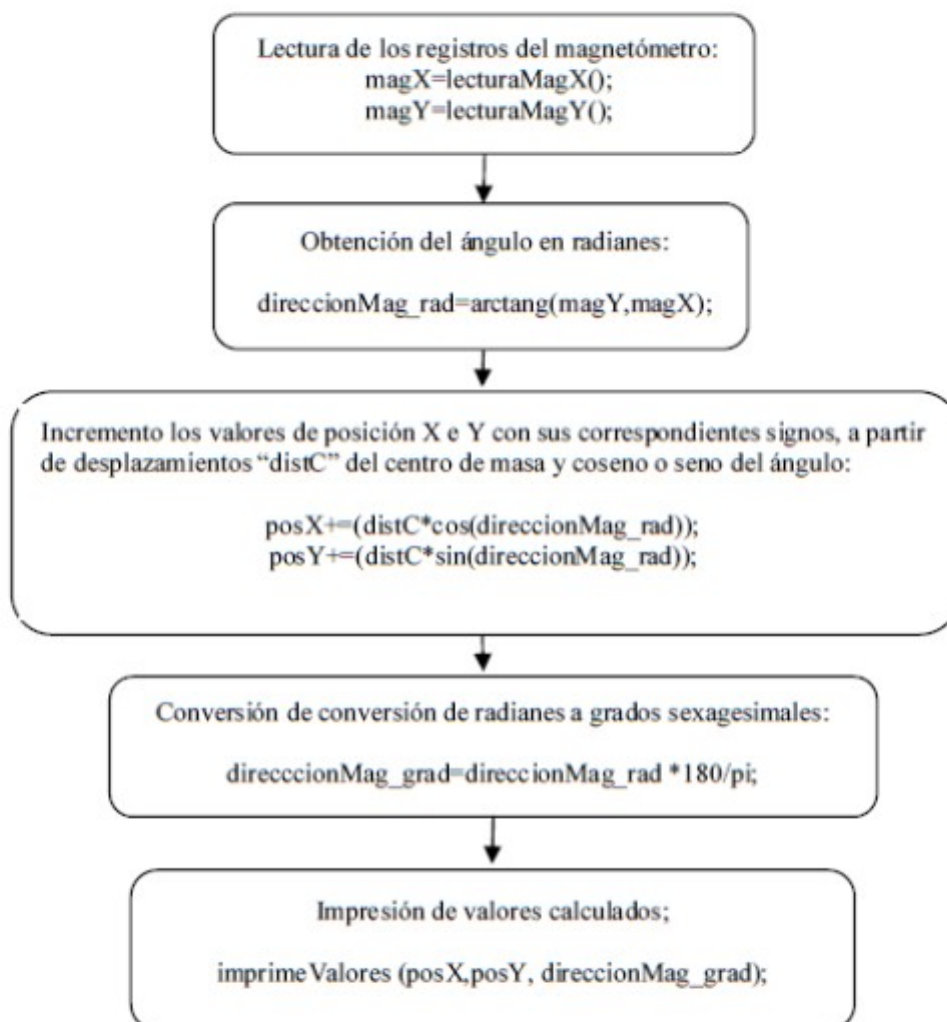 Lectura de los registros del magnetómetro:
magX=lecturaMagX();
magY=lecturaMagY();
Obtención del ángulo en radianes:
direccionMag_rad=arctang(magY,magX);
Incremento los valores de posición X e Y con sus correspondientes signos, a partir
de desplazamientos “distC” del centro de masa y coseno o seno del ángulo:
posX+=(distC*cos(direccionMag_rad));
posY+=(distC*sin(direccionMag_rad));
Conversión de conversión de radianes a grados sexagesimales:
direcccionMag_grad=direccionMag_rad *180/pi;
Impresión de valores calculados;
imprimeValores (posX,posY, direccionMag_grad);